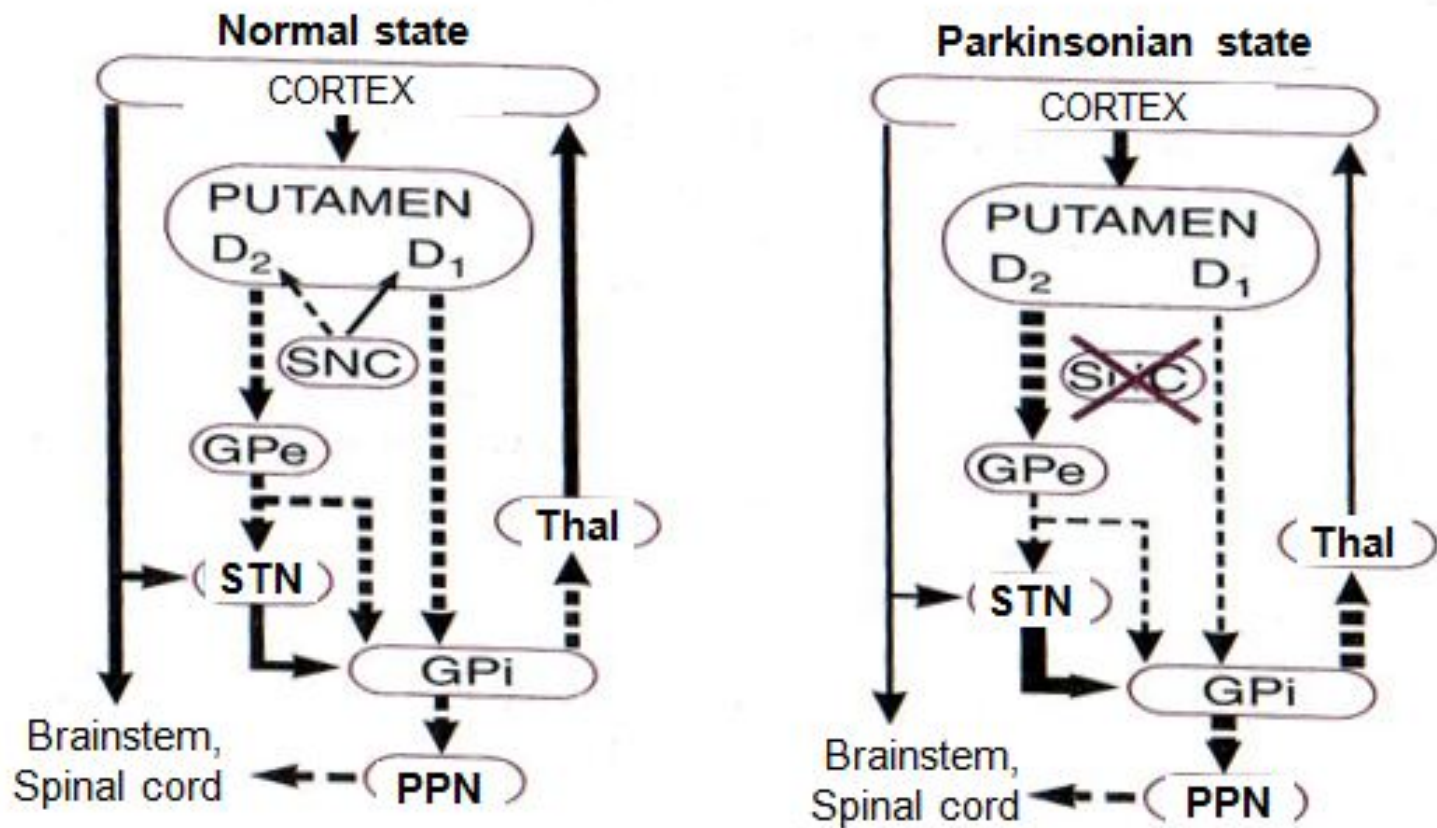 Normal state
CORTEX
PUTAMEN
D₂ D₁
SNC
GPe
Thal
STN
GPi
Brainstem,
Spinal cord
PPN
Parkinsonian state
CORTEX
PUTAMEN
D₂ D₁
SNC
GPe
Thal
STN
GPi
Brainstem,
Spinal cord
PPN